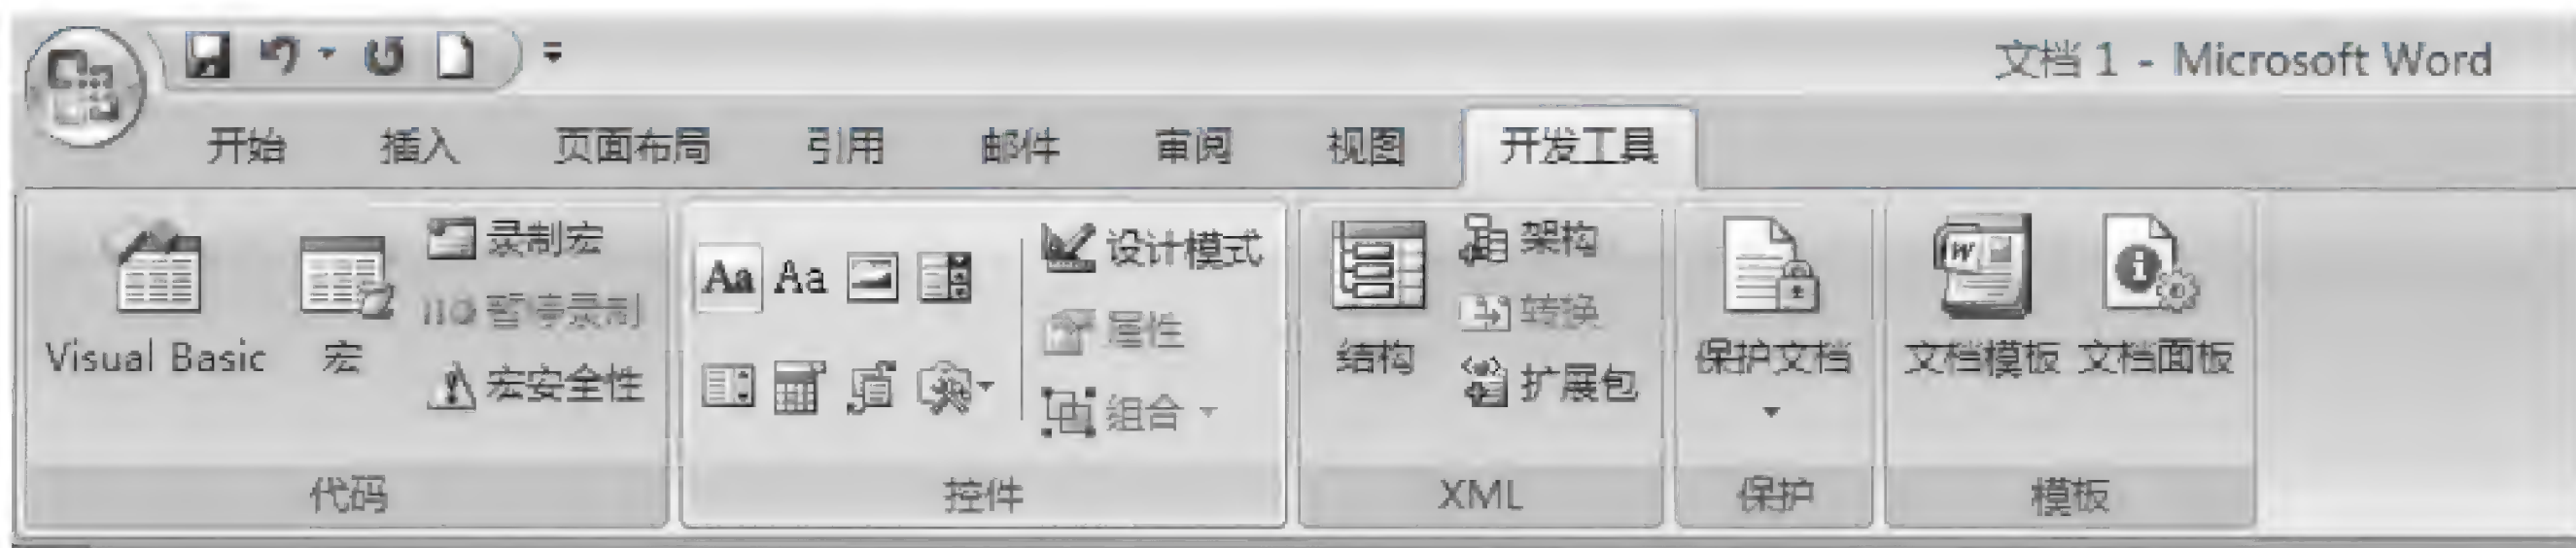 文档 1 - Microsoft Word
开始 插入 页面布局 引用 邮件 审阅 视图 开发工具
Visual Basic
宏
录制宏
暂停录制
宏安全性
代码
Aa Aa
设计模式
属性
组合
控件
结构
架构
转换
扩展包
XML
保护文档
保护
文档模板 文档面板
模板